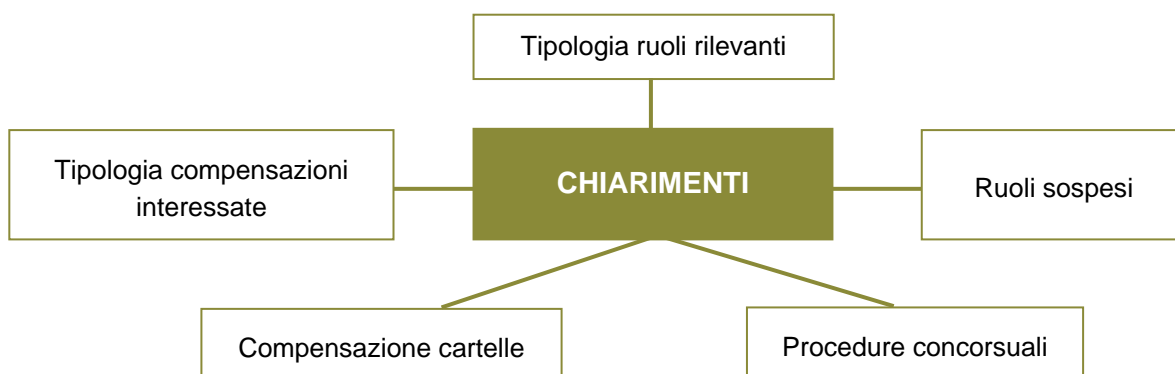 Tipologia ruoli rilevanti
Tipologia compensazioni
interessate
CHIARIMENTI
Ruoli sospesi
Compensazione cartelle
Procedure concorsuali